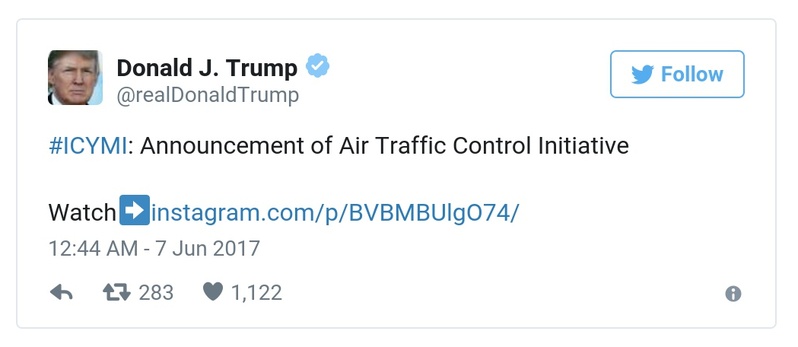 Donald J. Trump
@realDonaldTrump
Follow
#ICYMI: Announcement of Air Traffic Control Initiative
Watch➡️instagram.com/p/BVBMBUlgO74/
12:44 AM - 7 Jun 2017
283 1,122